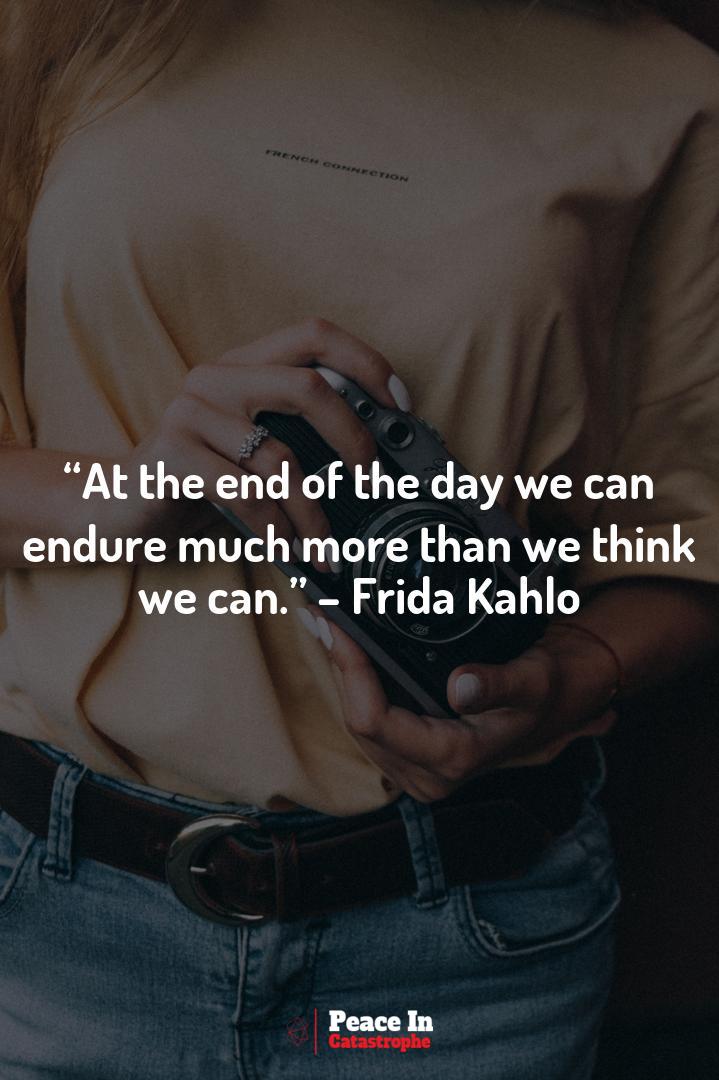 FRENCH CONNECTION
“At the end of the day we can
endure much more than we think
we can.” – Frida Kahlo
Peace In
Catastrophe